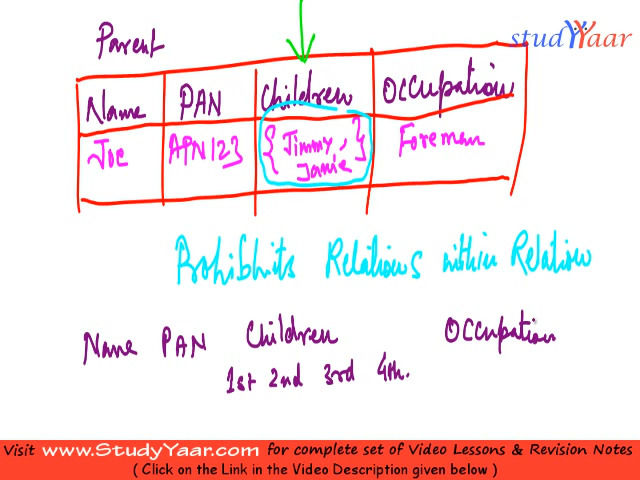 Parent
studYYaar
Name PAN Children Occupation
Joe APN123 { Jimmy, Jamie } Foreman
Prohibhits Relations within Relation
Name PAN Children Occupation
1st 2nd 3rd 4th.
Visit www.StudyYaar.com for complete set of Video Lessons & Revision Notes
( Click on the Link in the Video Description given below )